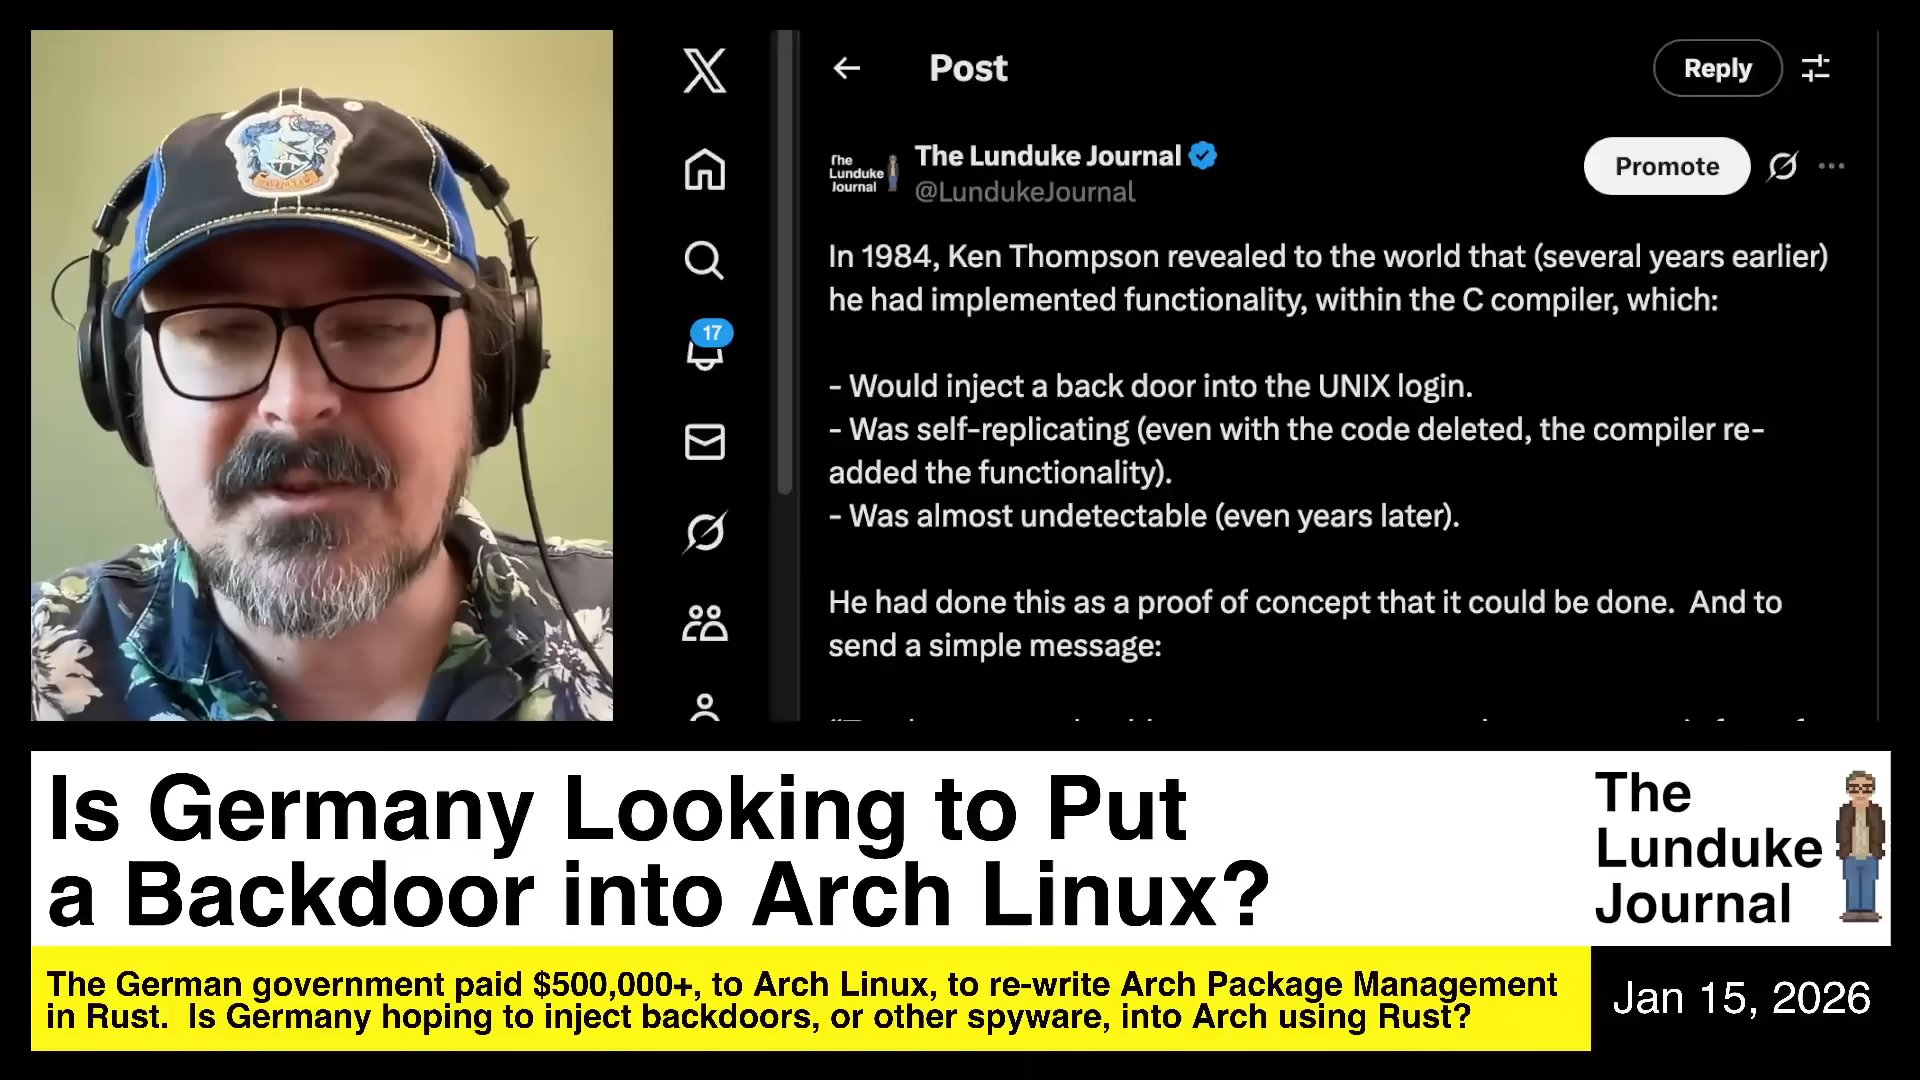 Post
Reply
The Lunduke Journal
The Lunduke Journal
@LundukeJournal
Promote
In 1984, Ken Thompson revealed to the world that (several years earlier)
he had implemented functionality, within the C compiler, which:
- Would inject a back door into the UNIX login.
- Was self-replicating (even with the code deleted, the compiler re-
added the functionality).
- Was almost undetectable (even years later).
He had done this as a proof of concept that it could be done.  And to
send a simple message:
17
Is Germany Looking to Put
a Backdoor into Arch Linux?
The
Lunduke
Journal
The German government paid $500,000+, to Arch Linux, to re-write Arch Package Management
in Rust.  Is Germany hoping to inject backdoors, or other spyware, into Arch using Rust?
Jan 15, 2026